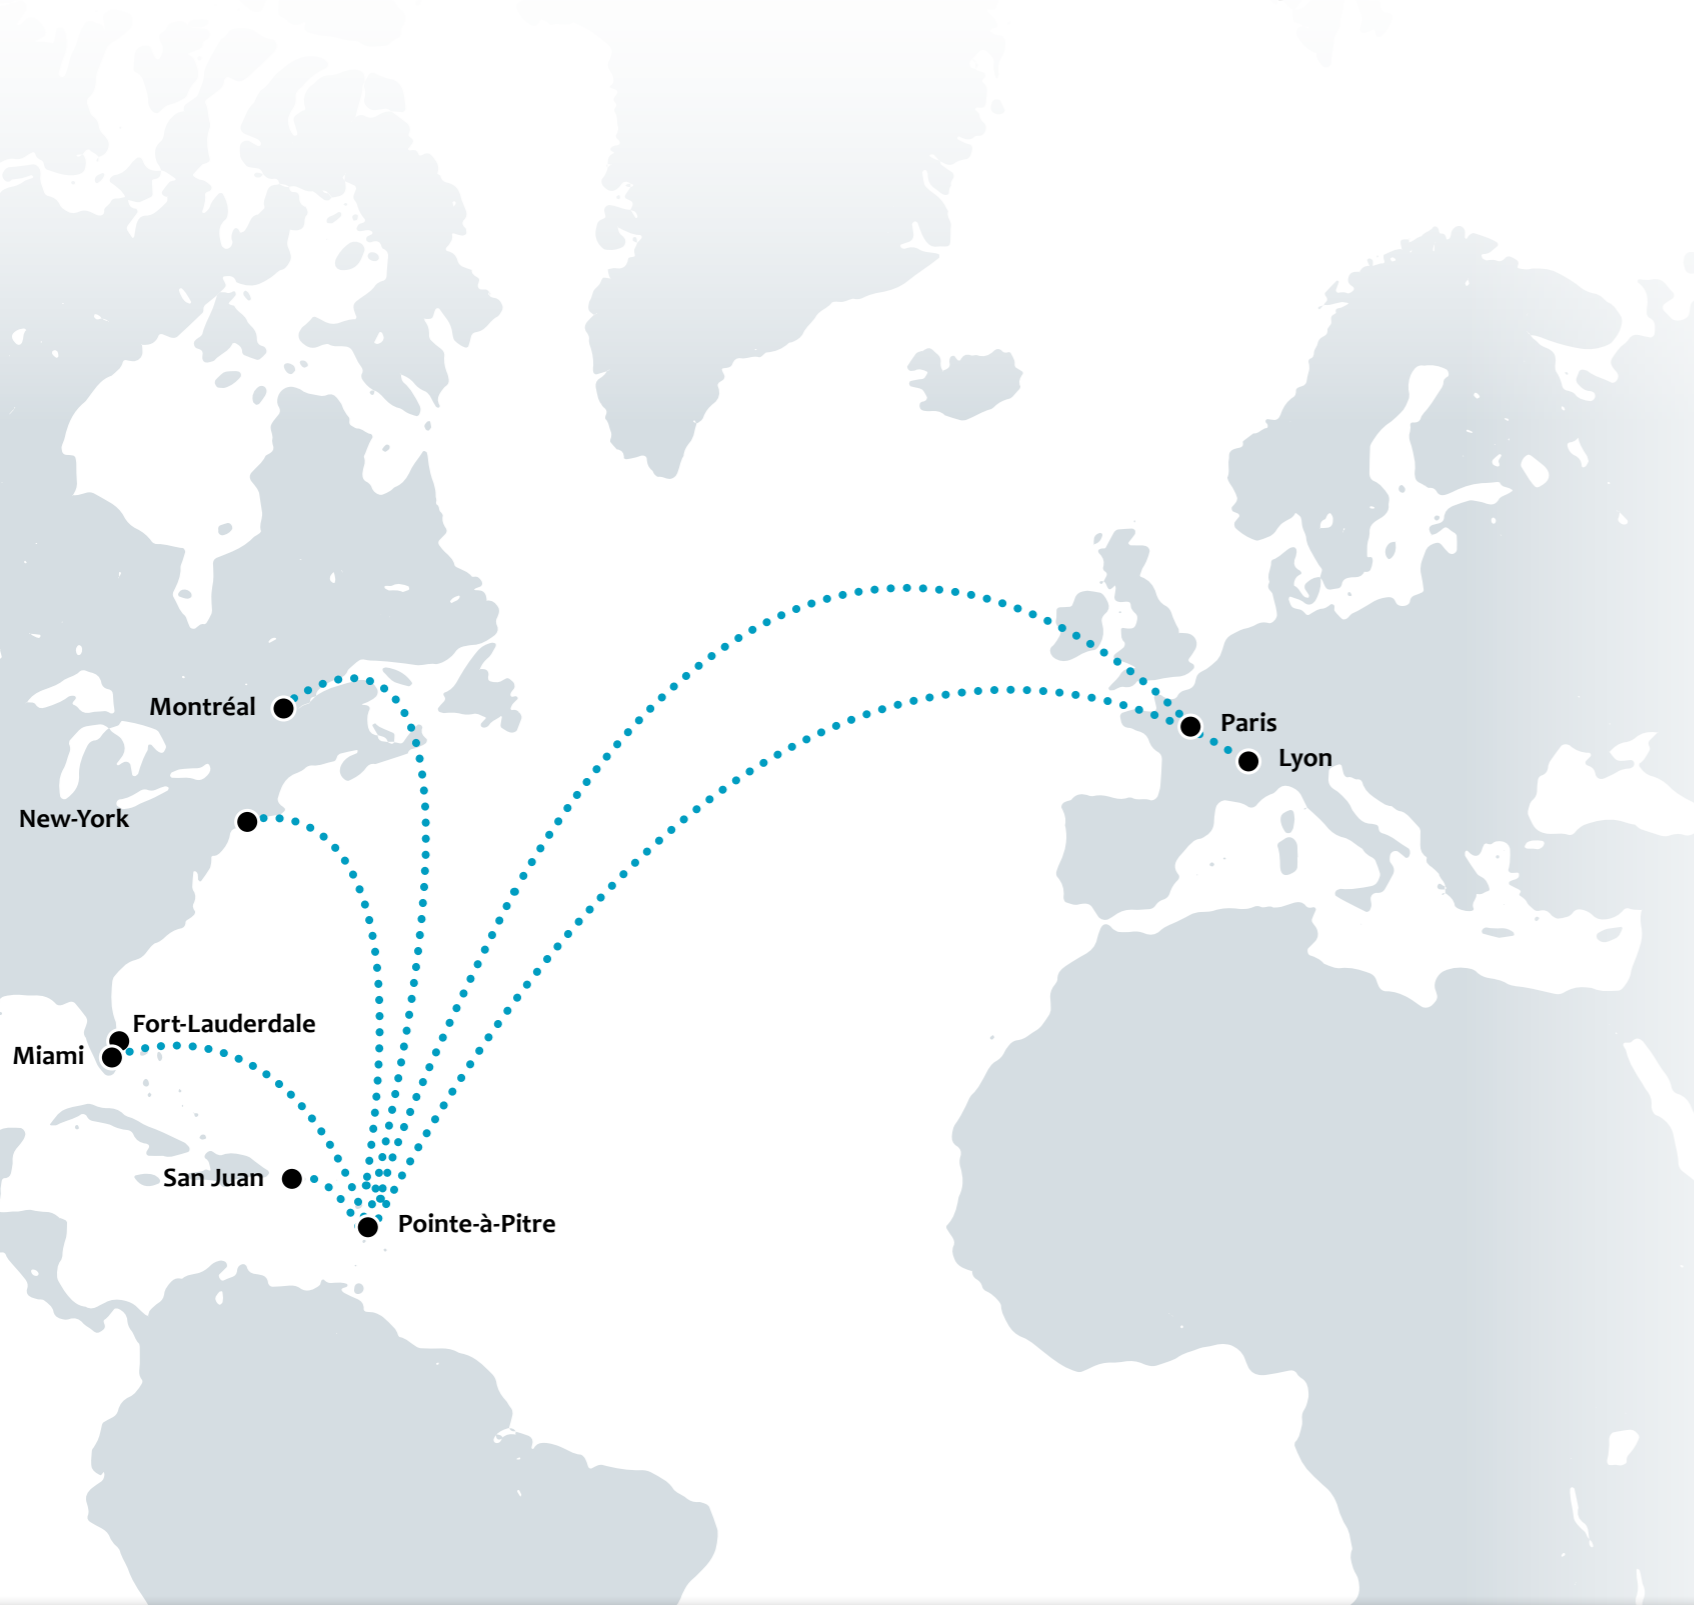 Montréal
Paris
Lyon
New-York
Fort-Lauderdale
Miami
San Juan
Pointe-à-Pitre